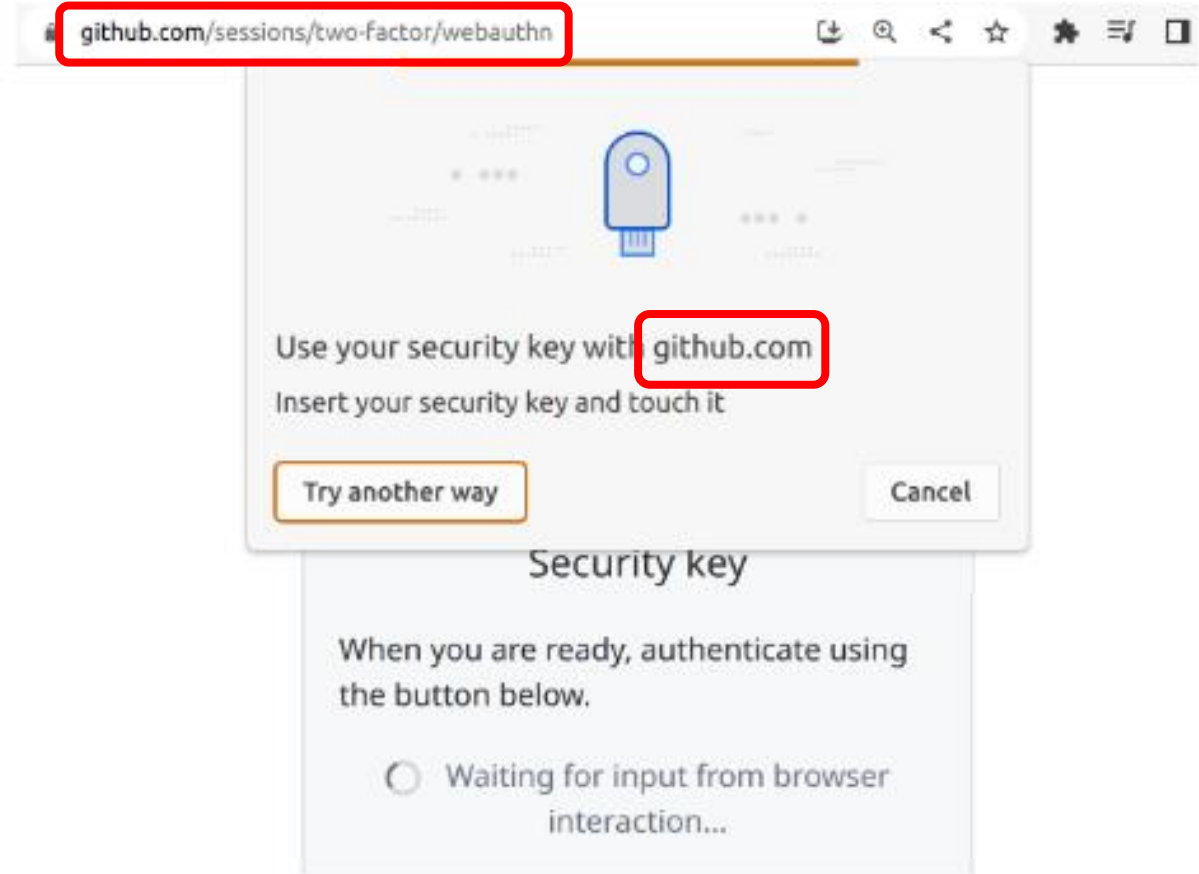 github.com/sessions/two-factor/webauthn
Use your security key with github.com
Insert your security key and touch it
Try another way
Cancel
Security key
When you are ready, authenticate using
the button below.
Waiting for input from browser
interaction...